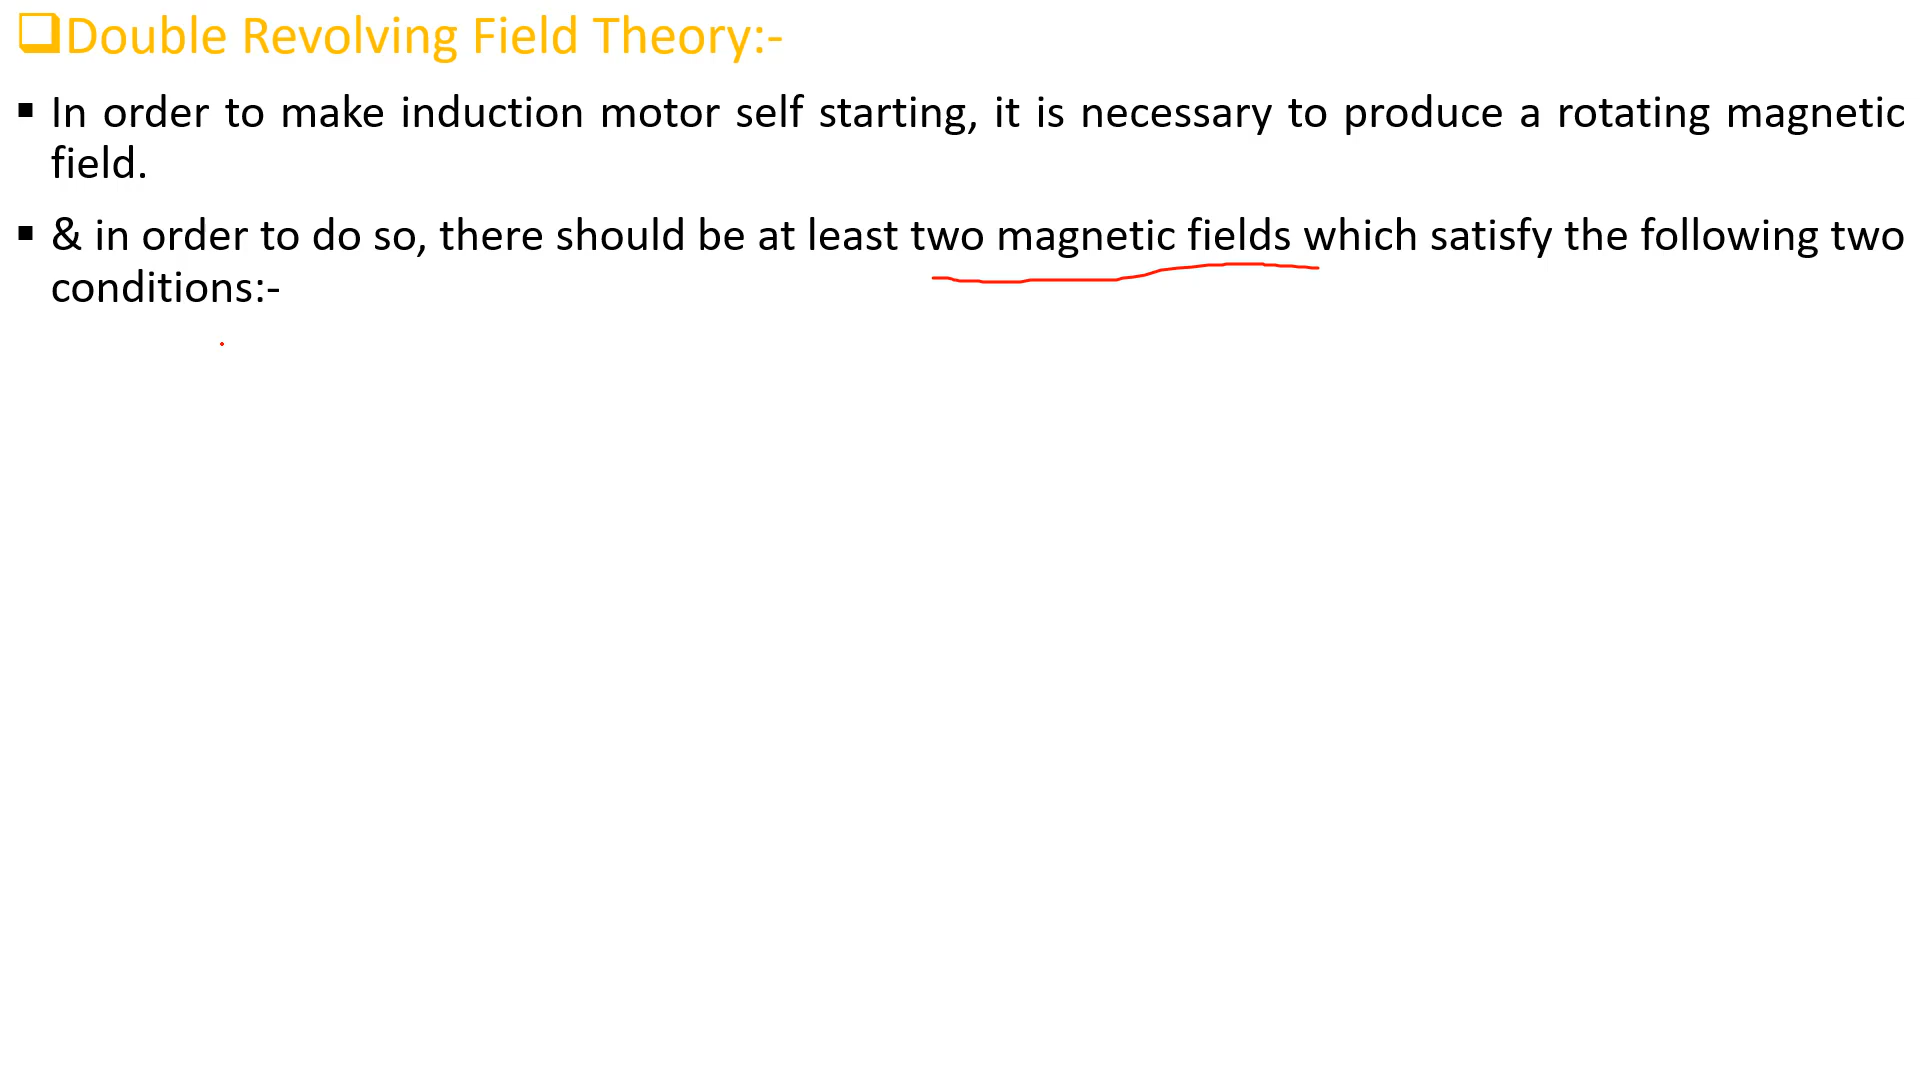 Double Revolving Field Theory:-
In order to make induction motor self starting, it is necessary to produce a rotating magnetic
field.
& in order to do so, there should be at least two magnetic fields which satisfy the following two
conditions:-